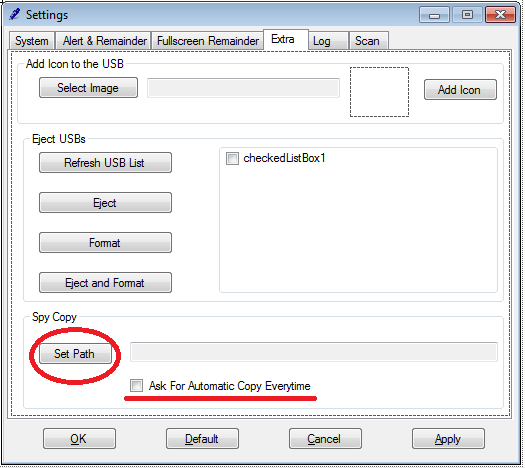 Settings
System Alert & Remainder Fullscreen Remainder Extra Log Scan
Add Icon to the USB
Select Image Add Icon
Eject USBs
Refresh USB List checkedListBox1
Eject
Format
Eject and Format
Spy Copy
Set Path
Ask For Automatic Copy Everytime
OK Default Cancel Apply